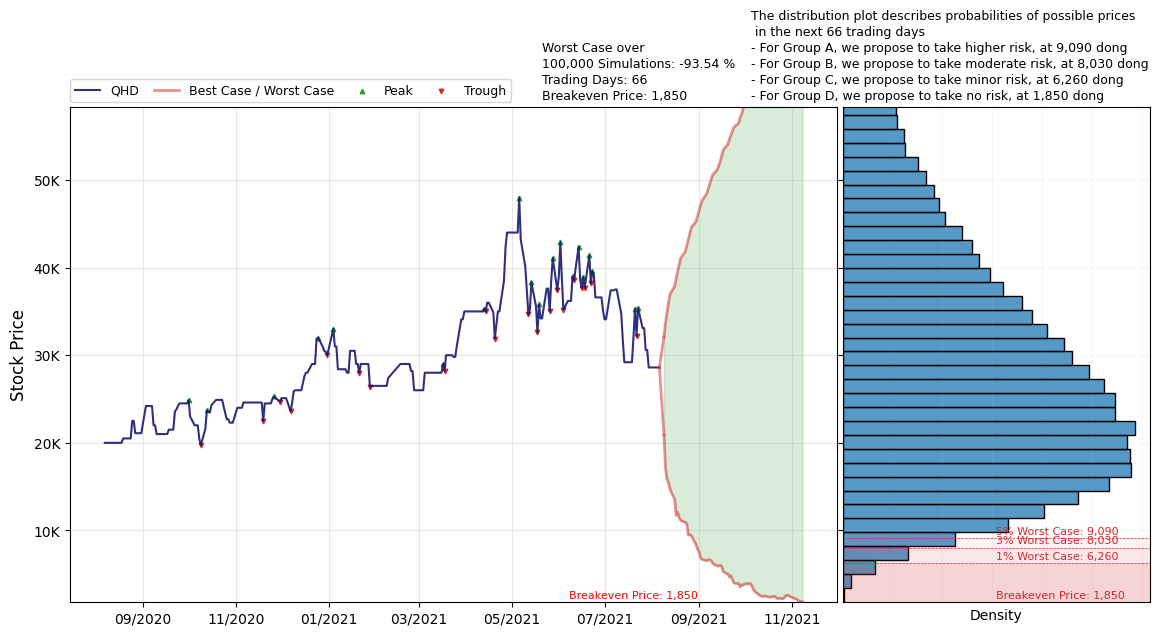 The distribution plot describes probabilities of possible prices
in the next 66 trading days
- For Group A, we propose to take higher risk, at 9,090 dong
- For Group B, we propose to take moderate risk, at 8,030 dong
- For Group C, we propose to take minor risk, at 6,260 dong
- For Group D, we propose to take no risk, at 1,850 dong
Worst Case over
100,000 Simulations: -93.54 %
Trading Days: 66
Breakeven Price: 1,850
QHD
Best Case / Worst Case
Peak
Trough
Stock Price
50K
40K
30K
20K
10K
09/2020
11/2020
01/2021
03/2021
05/2021
07/2021
09/2021
11/2021
Breakeven Price: 1,850
5% Worst Case: 9,090
3% Worst Case: 8,030
1% Worst Case: 6,260
Breakeven Price: 1,850
Density